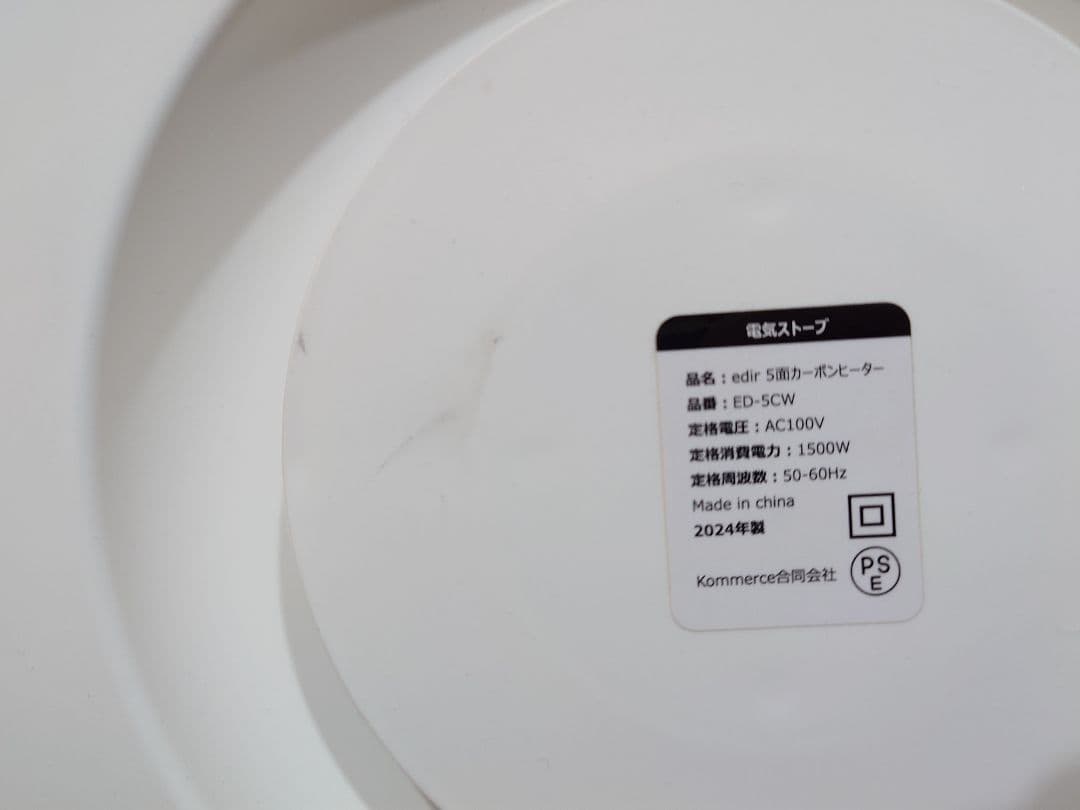 電気ストーブ
品名：edir 5面カーボンヒーター
品番：ED-5CW
定格電圧：AC100V
定格消費電力：1500W
定格周波数：50-60Hz
Made in china
2024年製
Kommerce合同会社
PS
E